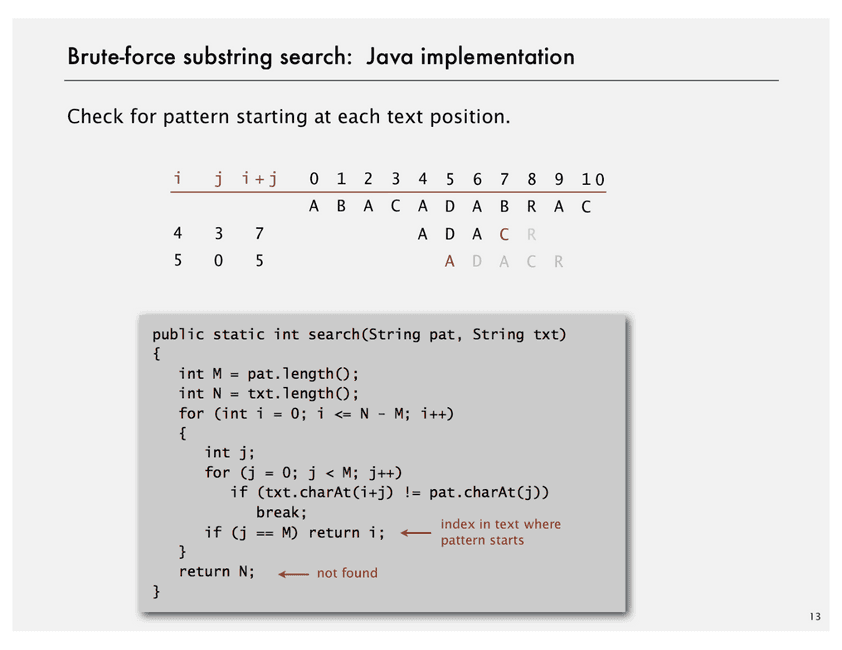 Brute-force substring search: Java implementation
Check for pattern starting at each text position.
i j i+j 0 1 2 3 4 5 6 7 8 9 10
A B A C A D A B R A C
4 3 7 A D A C R
5 0 5 A D A C R
public static int search(String pat, String txt)
{
int M = pat.length();
int N = txt.length();
for (int i = 0; i <= N - M; i++)
{
int j;
for (j = 0; j < M; j++)
if (txt.charAt(i+j) != pat.charAt(j))
break;
if (j == M) return i;
index in text where
pattern starts
}
return N;
not found
}
13